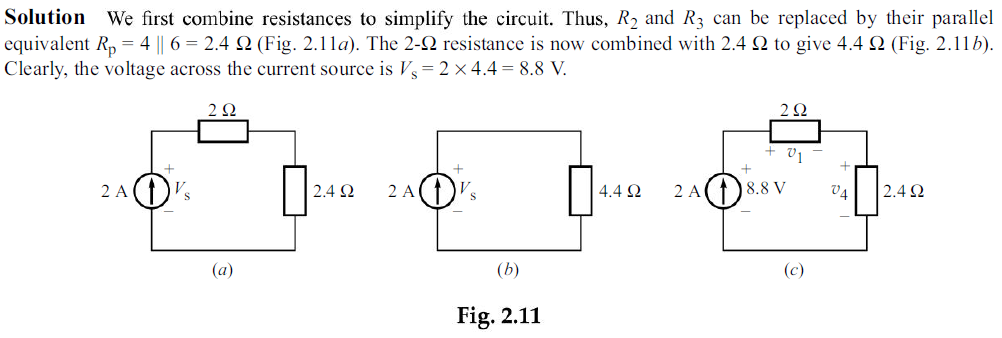 Solution We first combine resistances to simplify the circuit. Thus, R2 and R3 can be replaced by their parallel
equivalent Rp = 4 || 6 = 2.4 Ω (Fig. 2.11a). The 2-Ω resistance is now combined with 2.4 Ω to give 4.4 Ω (Fig. 2.11b).
Clearly, the voltage across the current source is Vs = 2 × 4.4 = 8.8 V.
2 Ω 2 Ω
+ v1 −
+ + + +
2 A Vs 2.4 Ω 2 A Vs 4.4 Ω 2 A 8.8 V v4 2.4 Ω
− − − −
(a) (b) (c)
Fig. 2.11